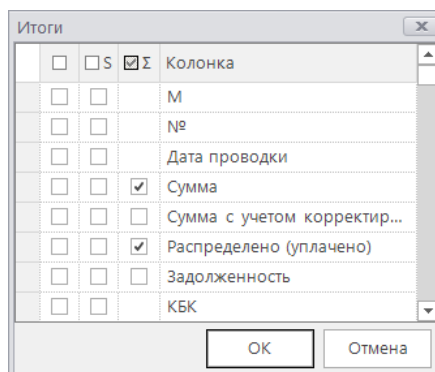 Итоги
S Σ Колонка
М
№
Дата проводки
Сумма
Сумма с учетом корректир...
Распределено (уплачено)
Задолженность
КБК
ОК Отмена